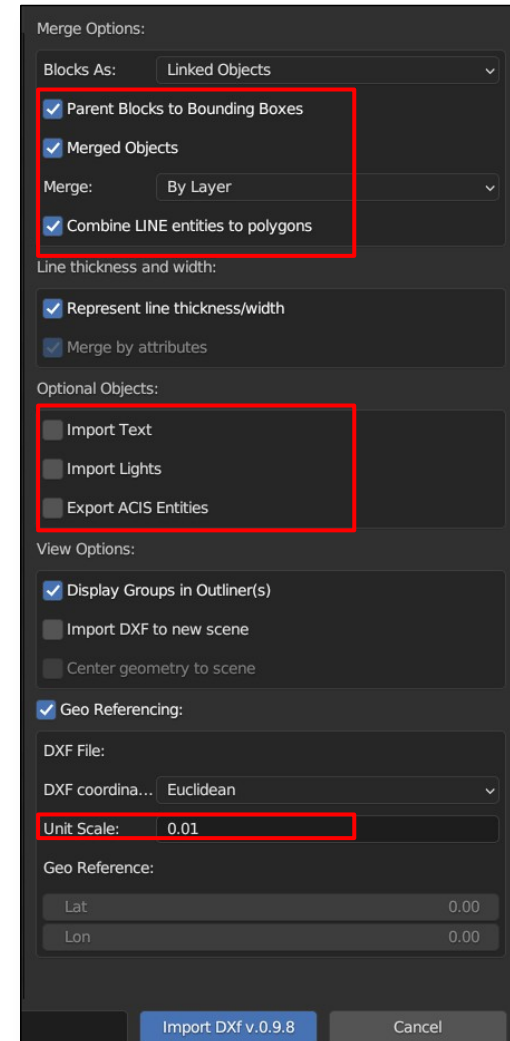 Merge Options:
Blocks As: Linked Objects
Parent Blocks to Bounding Boxes
Merged Objects
Merge: By Layer
Combine LINE entities to polygons
Line thickness and width:
Represent line thickness/width
Merge by attributes
Optional Objects:
Import Text
Import Lights
Export ACIS Entities
View Options:
Display Groups in Outliner(s)
Import DXF to new scene
Center geometry to scene
Geo Referencing:
DXF File:
DXF coordina... Euclidean
Unit Scale: 0.01
Geo Reference:
Lat 0.00
Lon 0.00
Import DXf v.0.9.8 Cancel